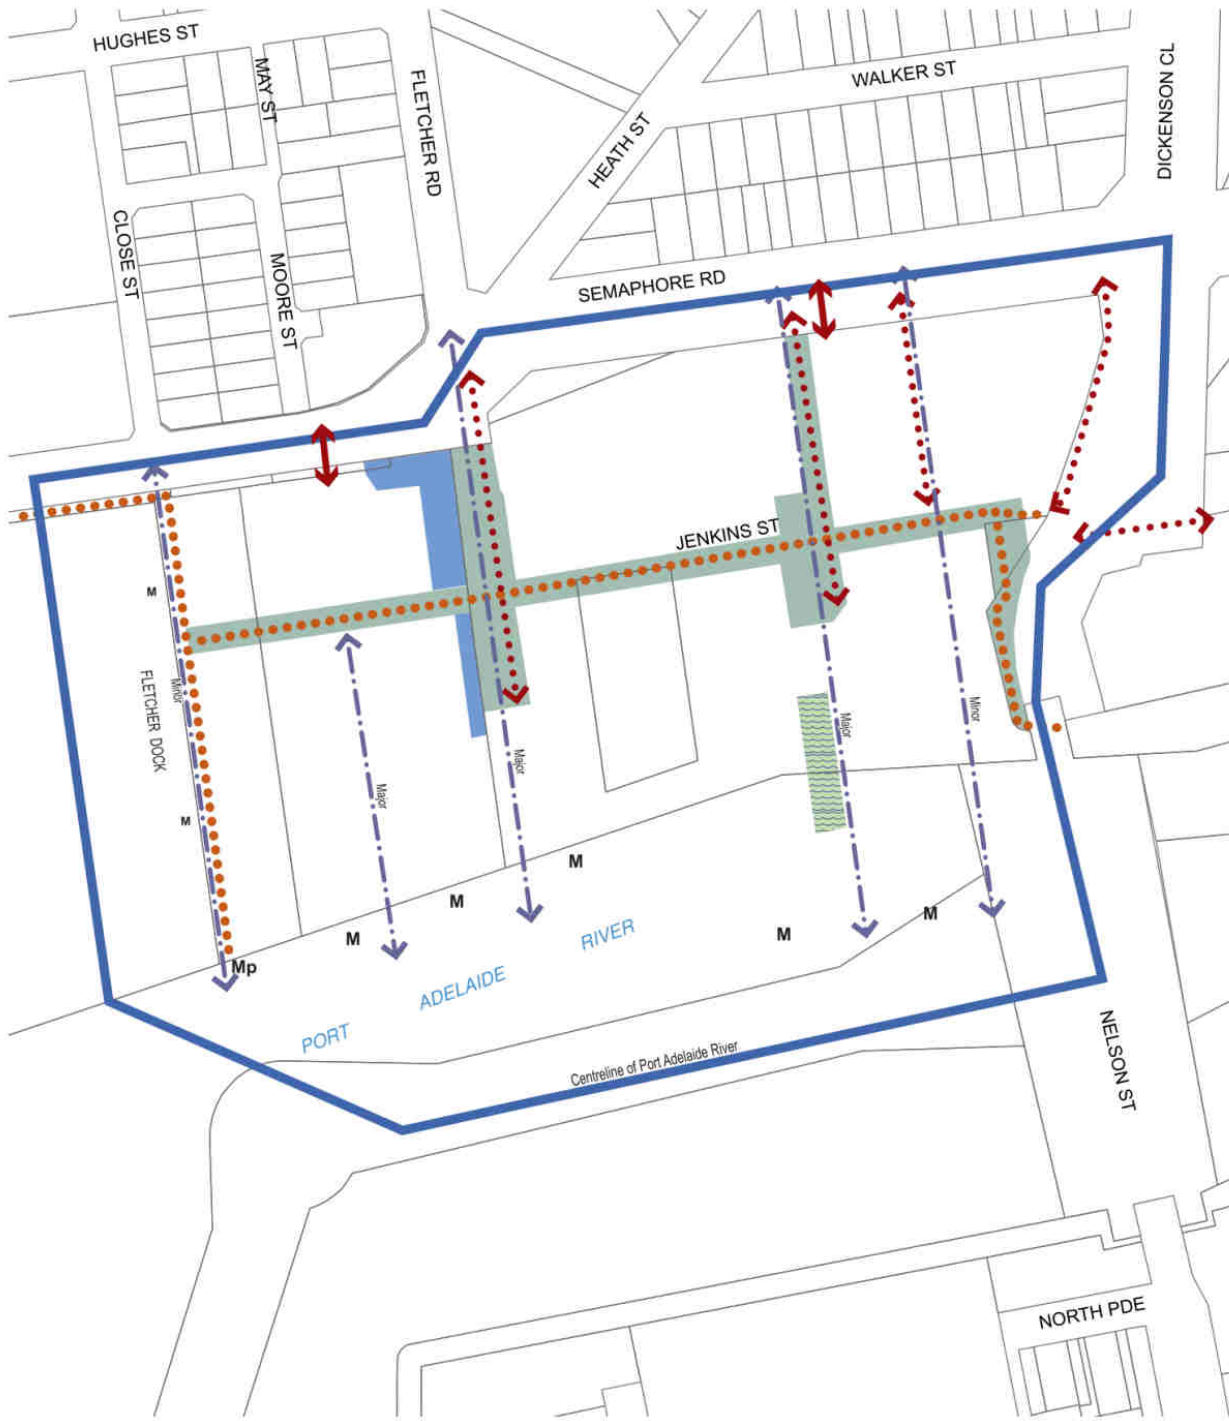 HUGHES ST
MAY ST
FLETCHER RD
WALKER ST
DICKENSON CL
HEATH ST
CLOSE ST
MOORE ST
SEMAPHORE RD
JENKINS ST
M
FLETCHER DOCK
Minor
Major
Major
Major
Minor
M
M
M
M
M
M
Mp
PORT
ADELAIDE
RIVER
Centreline of Port Adelaide River
NELSON ST
NORTH PDE